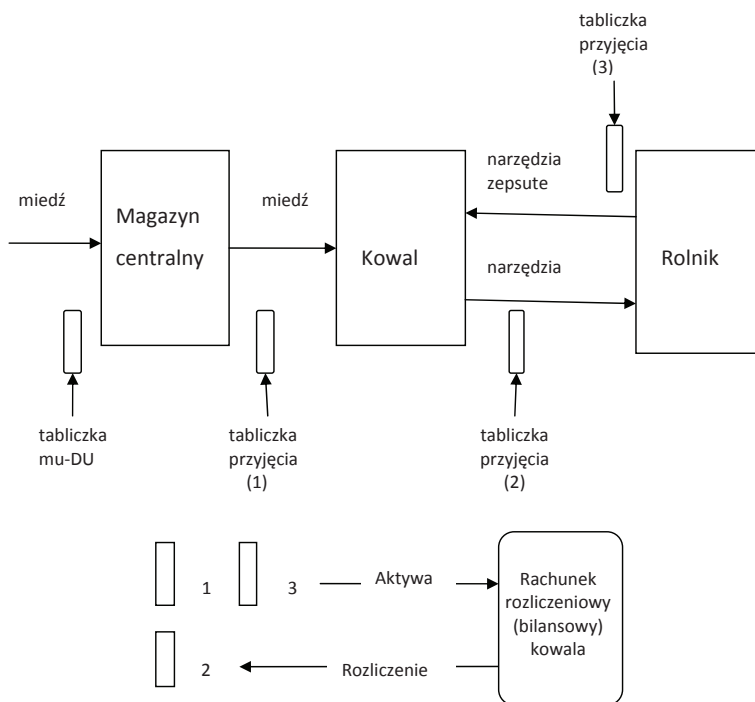 tabliczka
przyjęcia
(3)
narzędzia
zepsute
miedź
Magazyn
centralny
miedź
Kowal
narzędzia
Rolnik
tabliczka
mu-DU
tabliczka
przyjęcia
(1)
tabliczka
przyjęcia
(2)
1
3
Aktywa
Rachunek
rozliczeniowy
(bilansowy)
kowala
2
Rozliczenie